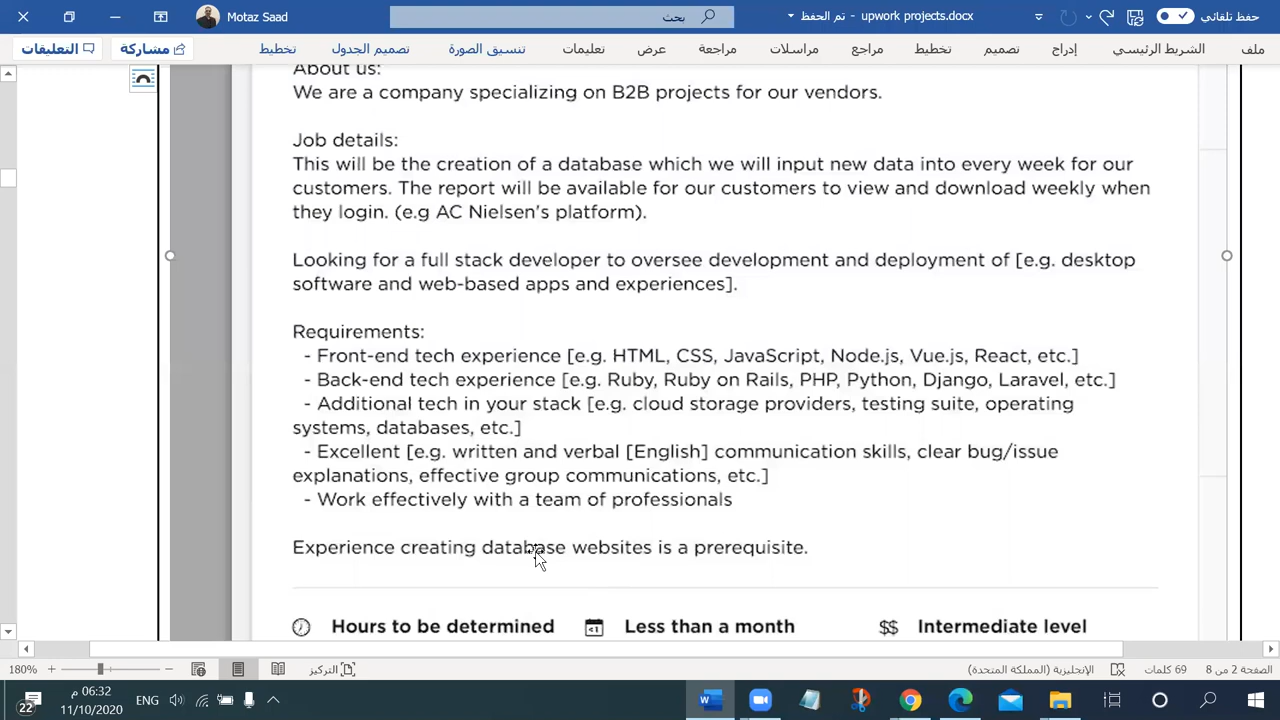 Motaz Saad
بحث
upwork projects.docx - تم الحفظ
حفظ تلقائي
ملف
الشريط الرئيسي
إدراج
تصميم
تخطيط
مراجع
مراسلات
مراجعة
عرض
تعليمات
تنسيق الصورة
تصميم الجدول
تخطيط
مشاركة
التعليقات
About us:
We are a company specializing on B2B projects for our vendors.
Job details:
This will be the creation of a database which we will input new data into every week for our
customers. The report will be available for our customers to view and download weekly when
they login. (e.g AC Nielsen's platform).
Looking for a full stack developer to oversee development and deployment of [e.g. desktop
software and web-based apps and experiences].
Requirements:
- Front-end tech experience [e.g. HTML, CSS, JavaScript, Node.js, Vue.js, React, etc.]
- Back-end tech experience [e.g. Ruby, Ruby on Rails, PHP, Python, Django, Laravel, etc.]
- Additional tech in your stack [e.g. cloud storage providers, testing suite, operating
systems, databases, etc.]
- Excellent [e.g. written and verbal [English] communication skills, clear bug/issue
explanations, effective group communications, etc.]
- Work effectively with a team of professionals
Experience creating database websites is a prerequisite.
Hours to be determined
<1
Less than a month
$$
Intermediate level
الصفحة 2 من 8
69 كلمات
الإنجليزية (المملكة المتحدة)
التركيز
180%
22
06:32 م
11/10/2020
ENG